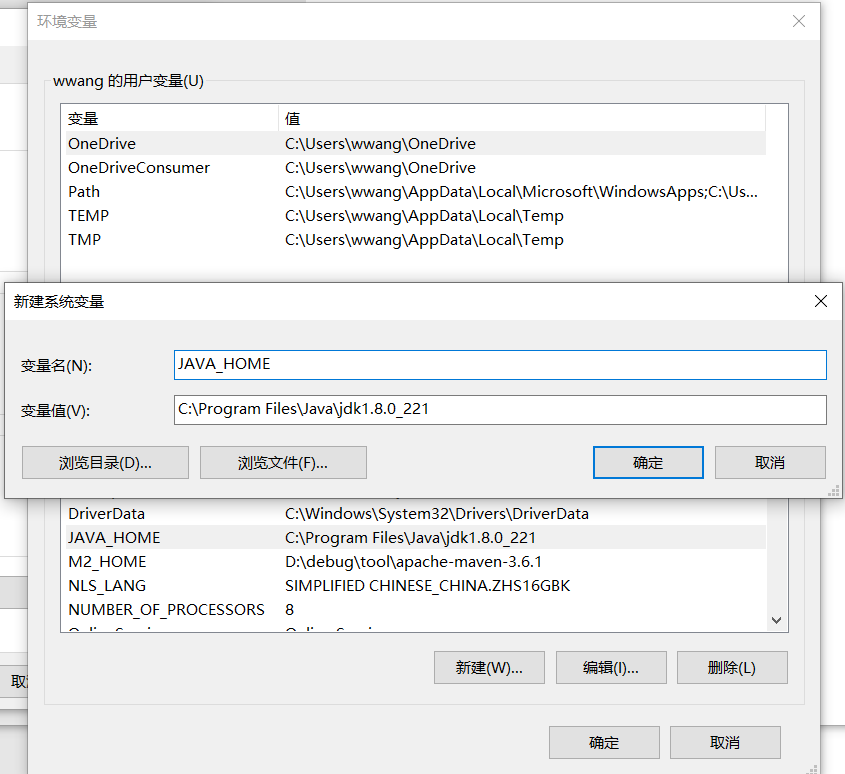 环境变量
wwang 的用户变量(U)
变量 值
OneDrive C:\Users\wwang\OneDrive
OneDriveConsumer C:\Users\wwang\OneDrive
Path C:\Users\wwang\AppData\Local\Microsoft\WindowsApps;C:\Us...
TEMP C:\Users\wwang\AppData\Local\Temp
TMP C:\Users\wwang\AppData\Local\Temp
新建系统变量
变量名(N): JAVA_HOME
变量值(V): C:\Program Files\Java\jdk1.8.0_221
浏览目录(D)... 浏览文件(F)... 确定 取消
DriverData C:\Windows\System32\Drivers\DriverData
JAVA_HOME C:\Program Files\Java\jdk1.8.0_221
M2_HOME D:\debug\tool\apache-maven-3.6.1
NLS_LANG SIMPLIFIED CHINESE_CHINA.ZHS16GBK
NUMBER_OF_PROCESSORS 8
新建(W)... 编辑(I)... 删除(L)
取
确定 取消